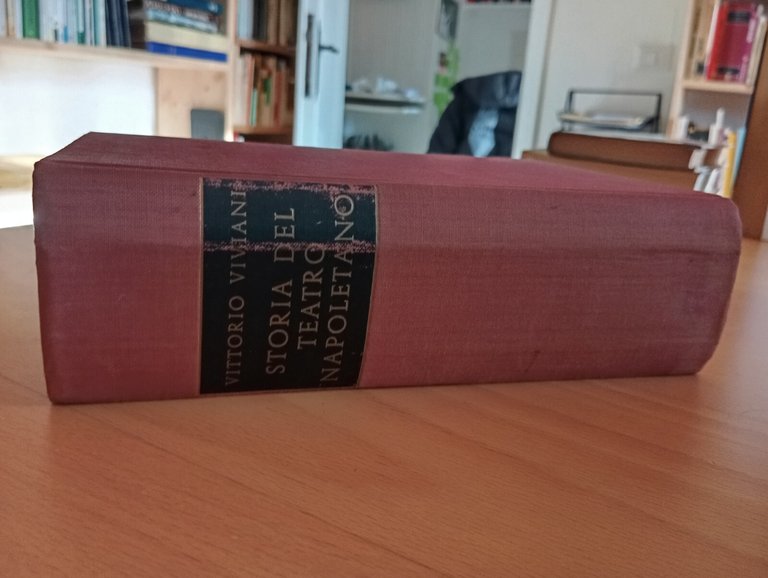 VITTORIO VIVIANI
STORIA DEL
TEATRO
NAPOLETANO